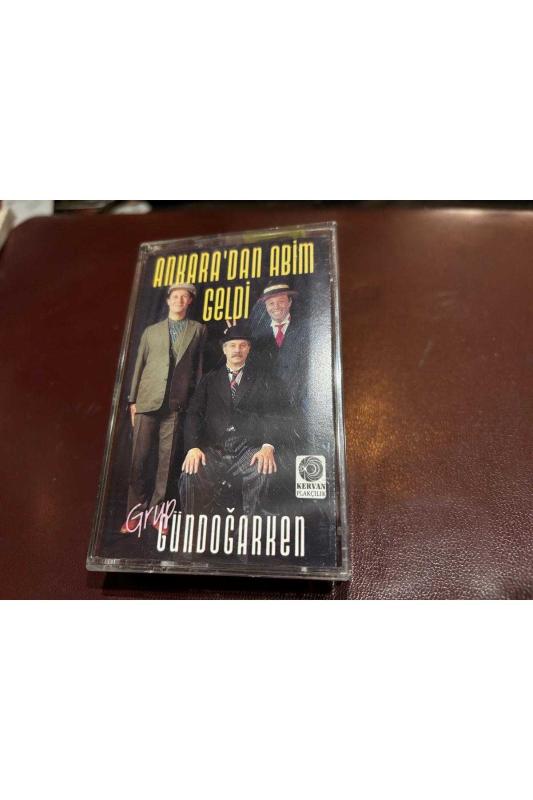 ANKARA'DAN ABİM
GELDİ
KERVAN
PLAKÇILIK
Grup
GÜNDOĞARKEN